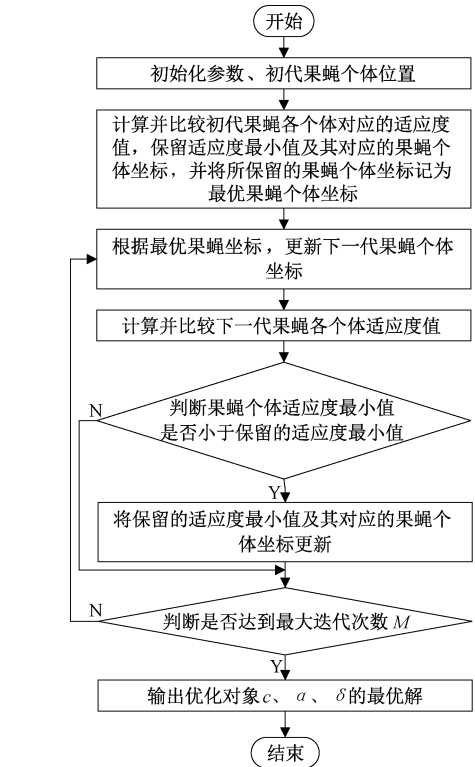 开始
初始化参数、初代果蝇个体位置
计算并比较初代果蝇各个体对应的适应度
值，保留适应度最小值及其对应的果蝇个
体坐标，并将所保留的果蝇个体坐标记为
最优果蝇个体坐标
根据最优果蝇坐标，更新下一代果蝇个体
坐标
计算并比较下一代果蝇各个体适应度值
N
判断果蝇个体适应度最小值
是否小于保留的适应度最小值
Y
将保留的适应度最小值及其对应的果蝇个
体坐标更新
N
判断是否达到最大迭代次数 M
Y
输出优化对象c、α、δ的最优解
结束